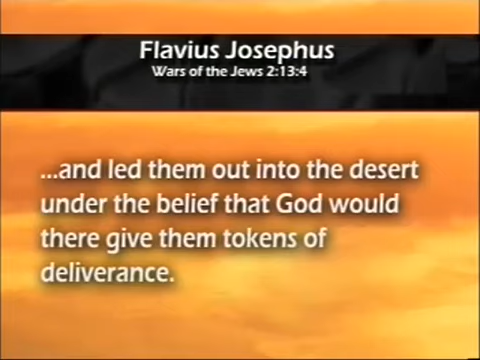 Flavius Josephus
Wars of the Jews 2:13:4
...and led them out into the desert
under the belief that God would
there give them tokens of
deliverance.